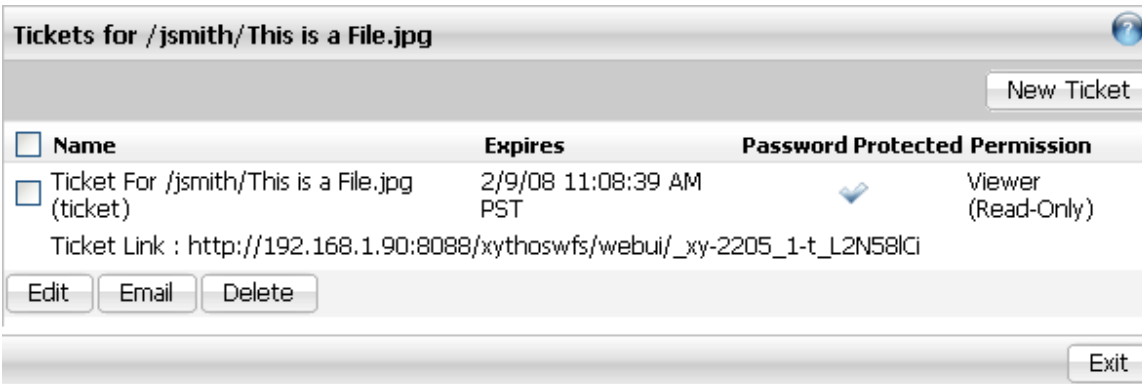 Tickets for /jsmith/This is a File.jpg
?
New Ticket
Name Expires Password Protected Permission
Ticket For /jsmith/This is a File.jpg 2/9/08 11:08:39 AM Viewer
(ticket) PST (Read-Only)
Ticket Link : http://192.168.1.90:8088/xythoswfs/webui/_xy-2205_1-t_L2N58lCi
Edit Email Delete
Exit